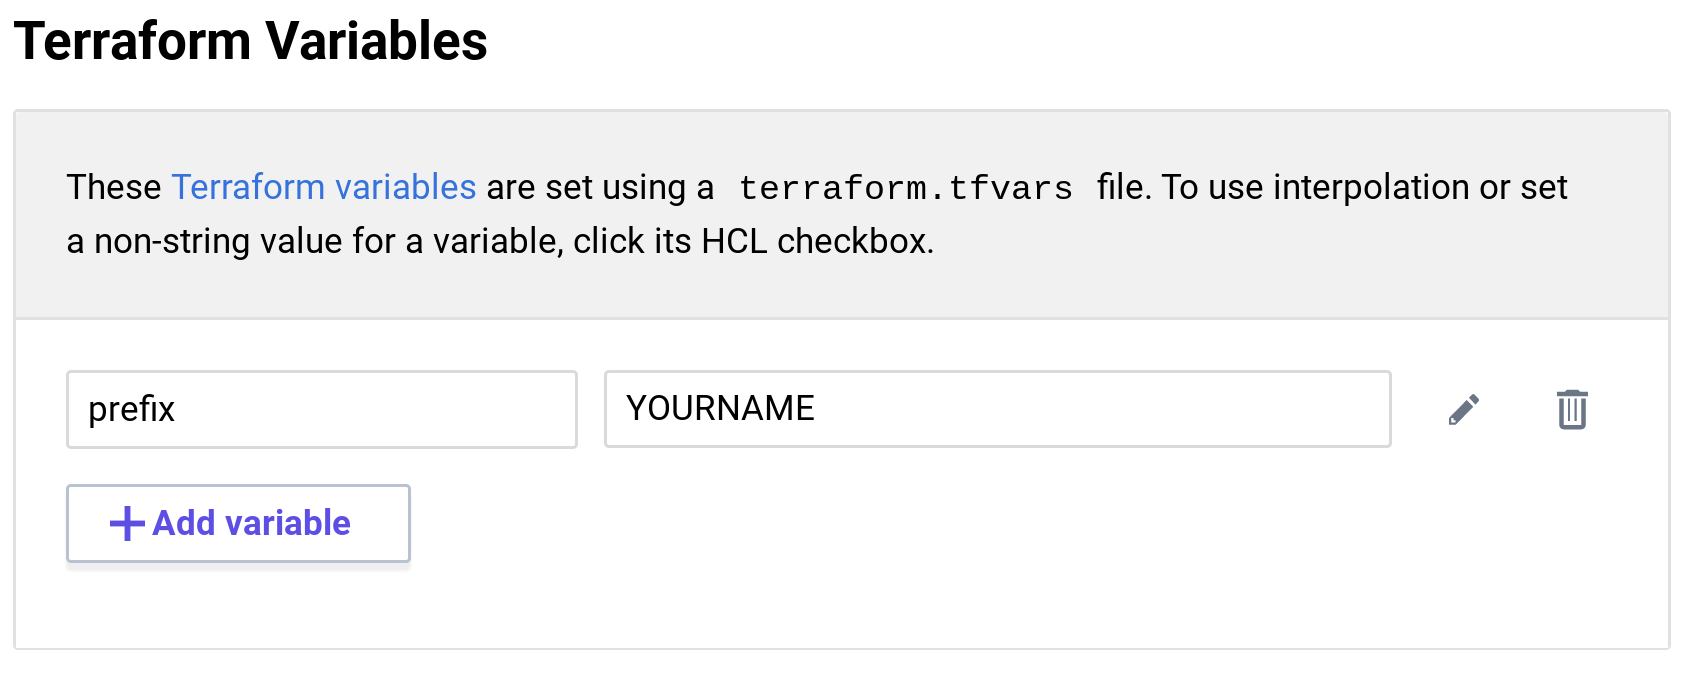 Terraform Variables
These Terraform variables are set using a terraform.tfvars file. To use interpolation or set
a non-string value for a variable, click its HCL checkbox.
prefix YOURNAME
Add variable